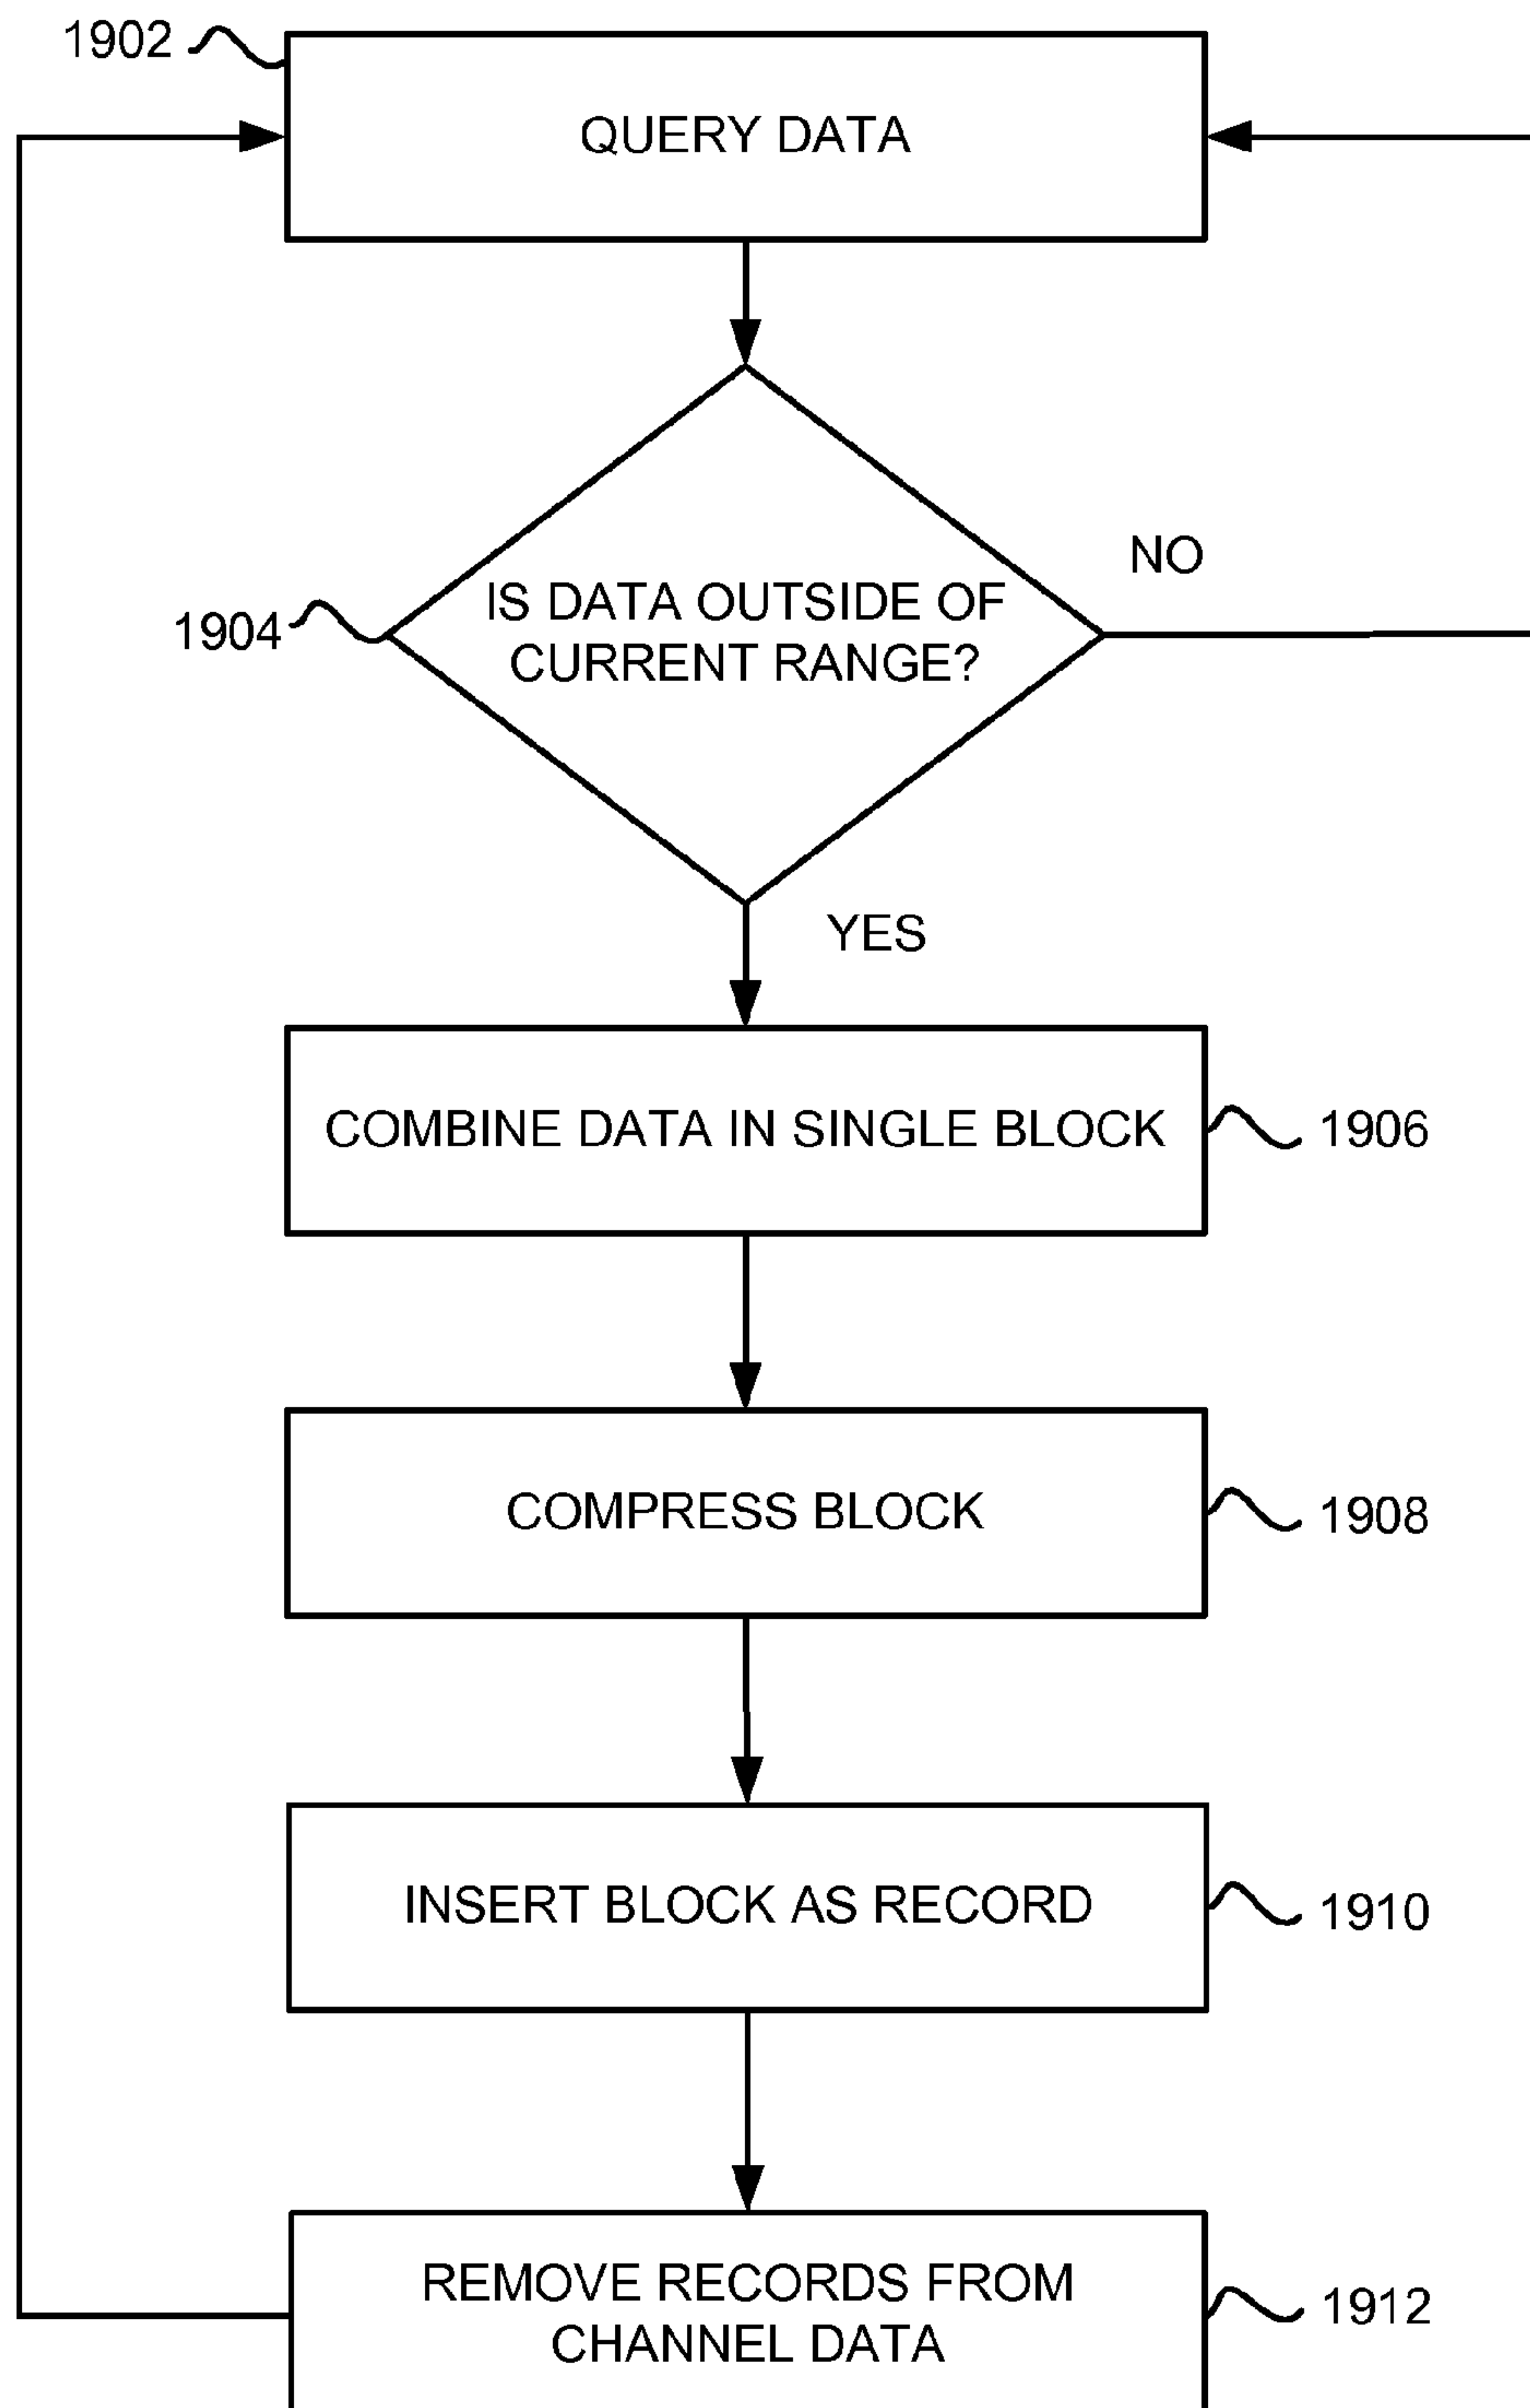 1902
QUERY DATA
NO
1904
IS DATA OUTSIDE OF
CURRENT RANGE?
YES
COMBINE DATA IN SINGLE BLOCK
1906
COMPRESS BLOCK
1908
INSERT BLOCK AS RECORD
1910
REMOVE RECORDS FROM
CHANNEL DATA
1912